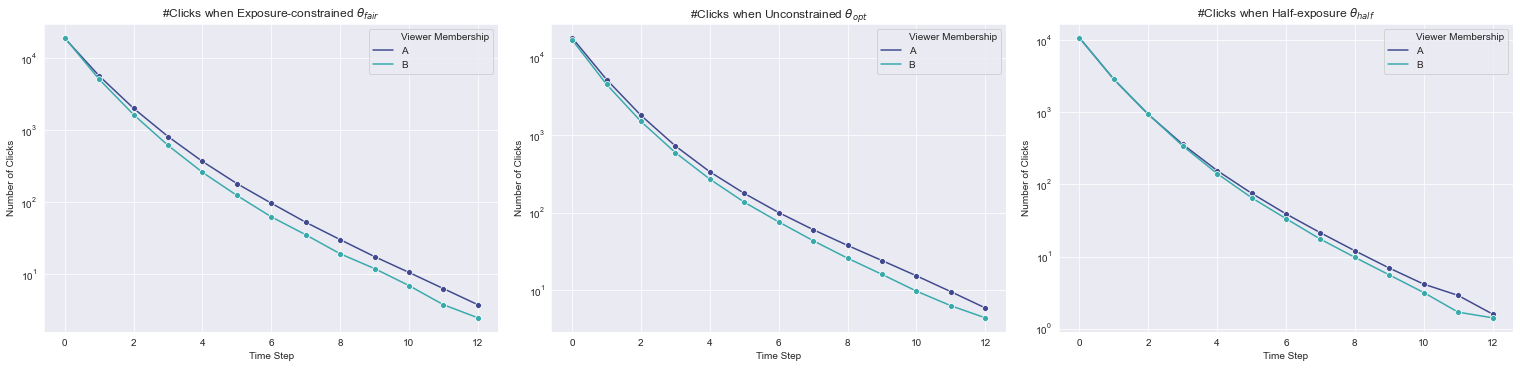 #Clicks when Exposure-constrained θfair
Viewer Membership
A
B
10^4
10^3
10^2
10^1
Number of Clicks
0 2 4 6 8 10 12
Time Step
#Clicks when Unconstrained θopt
Viewer Membership
A
B
10^4
10^3
10^2
10^1
Number of Clicks
0 2 4 6 8 10 12
Time Step
#Clicks when Half-exposure θhalf
Viewer Membership
A
B
10^4
10^3
10^2
10^1
10^0
Number of Clicks
0 2 4 6 8 10 12
Time Step